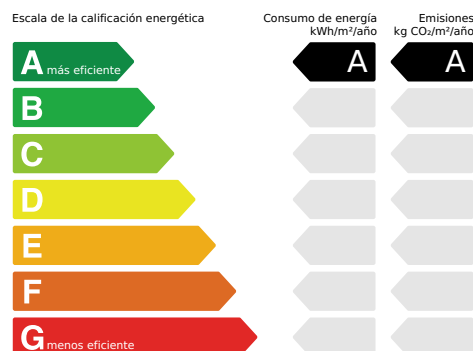 Escala de la calificación energética
Consumo de energía
kWh/m²/año
Emisiones
kg CO₂/m²/año
A más eficiente
A
A
B
C
D
E
F
G menos eficiente